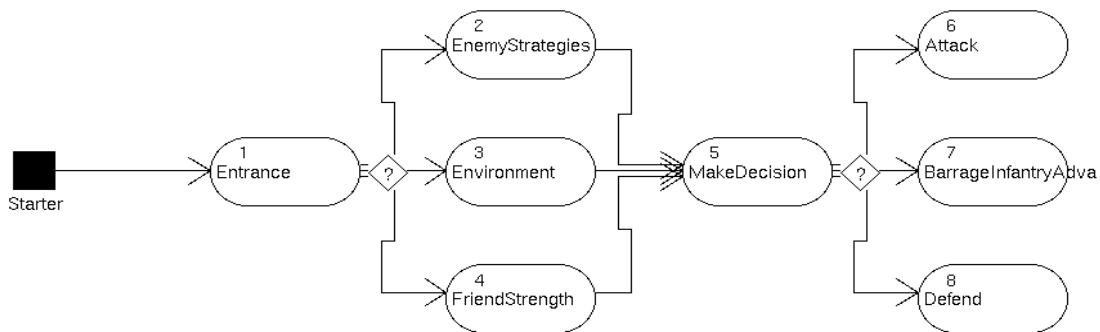 2
EnemyStrategies
6
Attack
1
Entrance
?
3
Environment
5
MakeDecision
?
7
BarrageInfantryAdva
Starter
4
FriendStrength
8
Defend